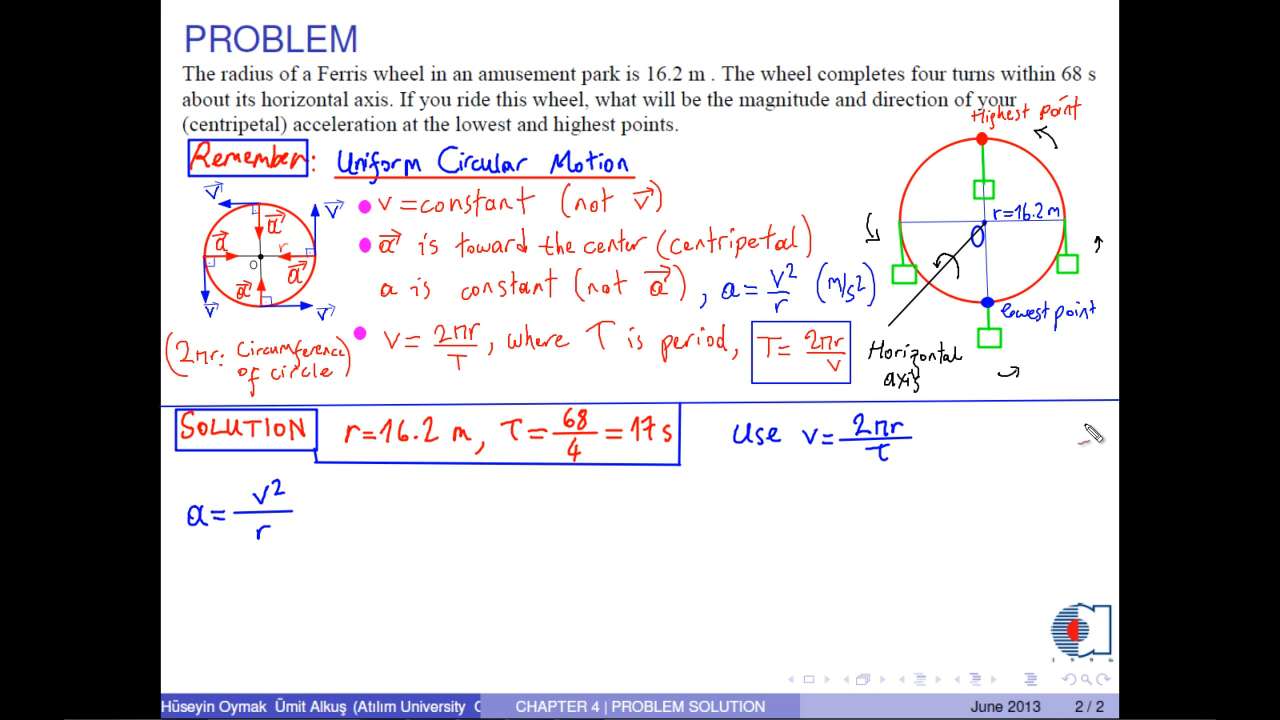 PROBLEM
The radius of a Ferris wheel in an amusement park is 16.2 m . The wheel completes four turns within 68 s
about its horizontal axis. If you ride this wheel, what will be the magnitude and direction of your
(centripetal) acceleration at the lowest and highest points.
Highest point
Remember: Uniform Circular Motion
v⃗
v⃗
a⃗
a⃗
r
O
a⃗
a⃗
v⃗
v⃗
v = constant (not v⃗)
a⃗ is toward the center (centripetal)
a is constant (not a⃗), a = v²/r (m/s²)
v = 2πr/T, where T is period, T = 2πr/v
(2πr: Circumference
of circle)
r=16.2 m
O
lowest point
Horizontal
axis
SOLUTION r=16.2 m, T = 68/4 = 17 s Use v = 2πr/T
a = v²/r
1996
Hüseyin Oymak Ümit Alkuş (Atılım University CHAPTER 4 | PROBLEM SOLUTION June 2013 2 / 2